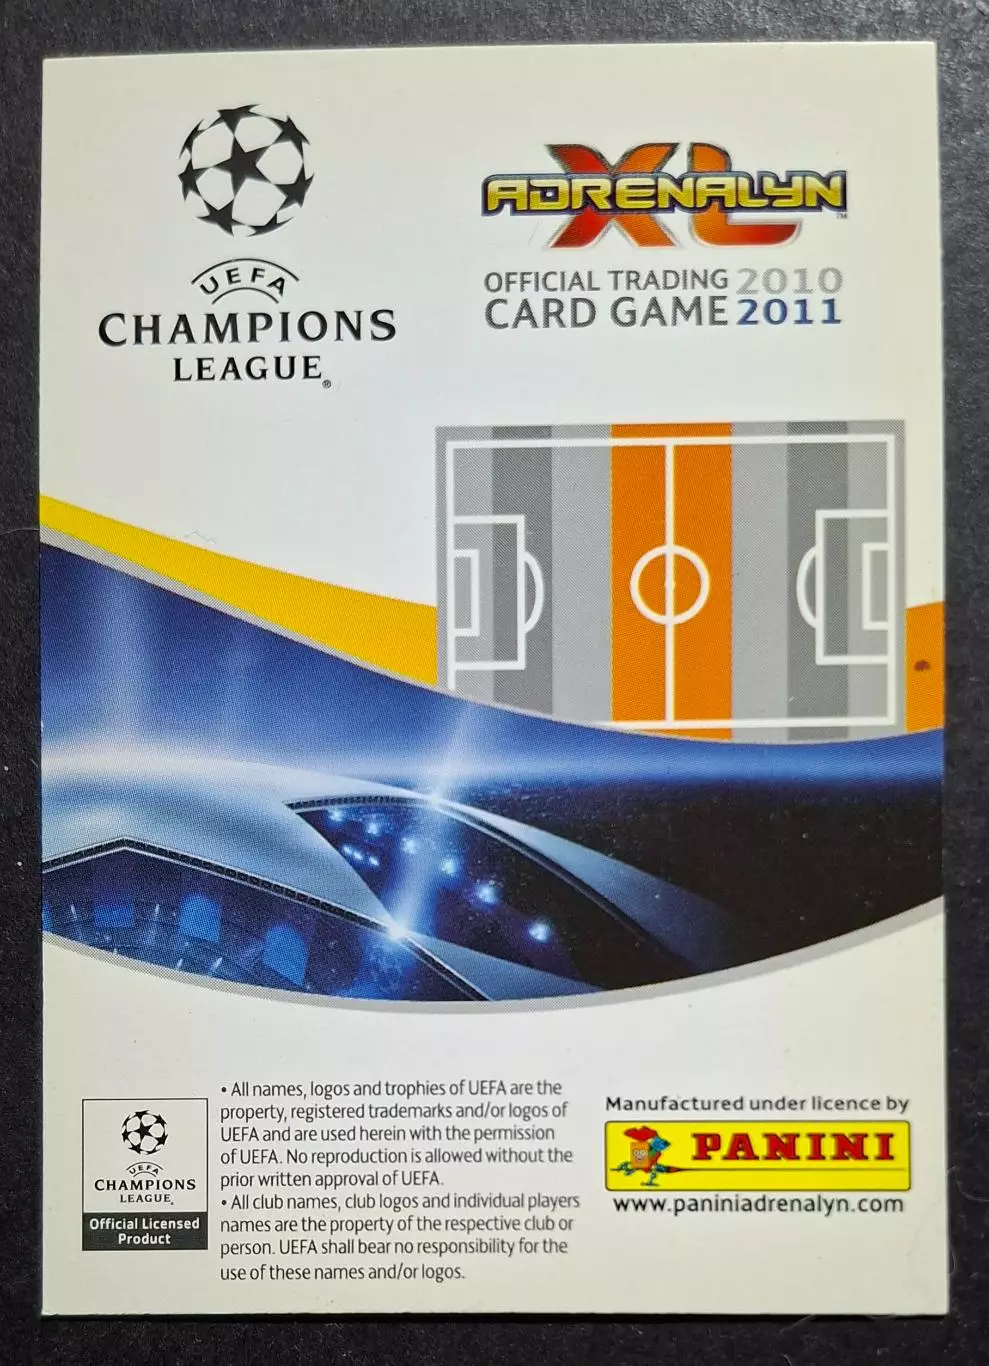 UEFA
CHAMPIONS
LEAGUE®
ADRENALYN XL™
OFFICIAL TRADING 2010
CARD GAME 2011
UEFA
CHAMPIONS
LEAGUE
Official Licensed
Product
• All names, logos and trophies of UEFA are the
property, registered trademarks and/or logos of
UEFA and are used herein with the permission
of UEFA. No reproduction is allowed without the
prior written approval of UEFA.
• All club names, club logos and individual players
names are the property of the respective club or
person. UEFA shall bear no responsibility for the
use of these names and/or logos.
Manufactured under licence by
PANINI
www.paniniadrenalyn.com